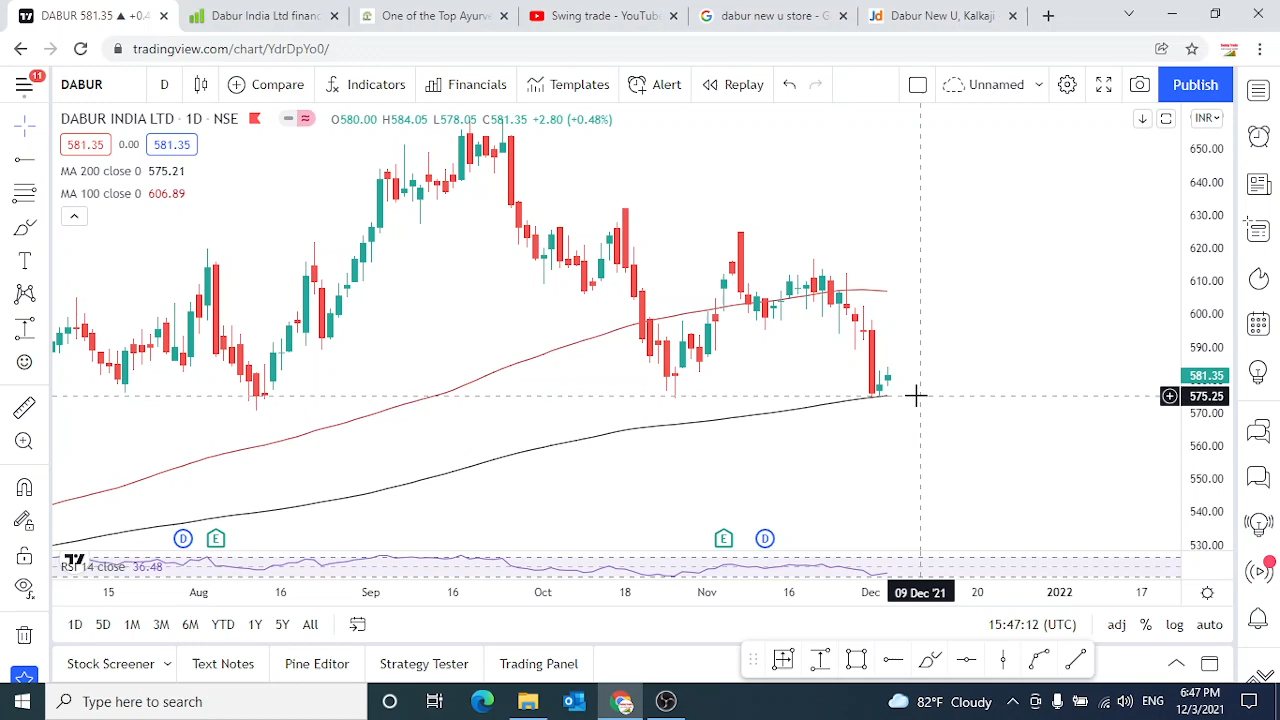 DABUR 581.35 ▲ +0.4
Dabur India Ltd financ
One of the Top Ayurve
Swing trade - YouTube
dabur new u store - G
Dabur New U, Kalkaji
tradingview.com/chart/YdrDpYo0/
11
DABUR
D
Compare
Indicators
Financials
Templates
Alert
Replay
Unnamed
Publish
DABUR INDIA LTD · 1D · NSE
O580.00 H584.05 L578.05 C581.35 +2.80 (+0.48%)
INR
581.35 0.00 581.35
MA 200 close 0 575.21
MA 100 close 0 606.89
650.00
640.00
630.00
620.00
610.00
600.00
590.00
581.35
575.25
570.00
560.00
550.00
540.00
530.00
D E E D
RSI 14 close 36.48
15 Aug 16 Sep 16 Oct 18 Nov 16 Dec 09 Dec '21 20 2022 17
1D 5D 1M 3M 6M YTD 1Y 5Y All
15:47:12 (UTC)
adj % log auto
Stock Screener
Text Notes
Pine Editor
Strategy Tester
Trading Panel
Type here to search
82°F Cloudy
ENG
6:47 PM
12/3/2021